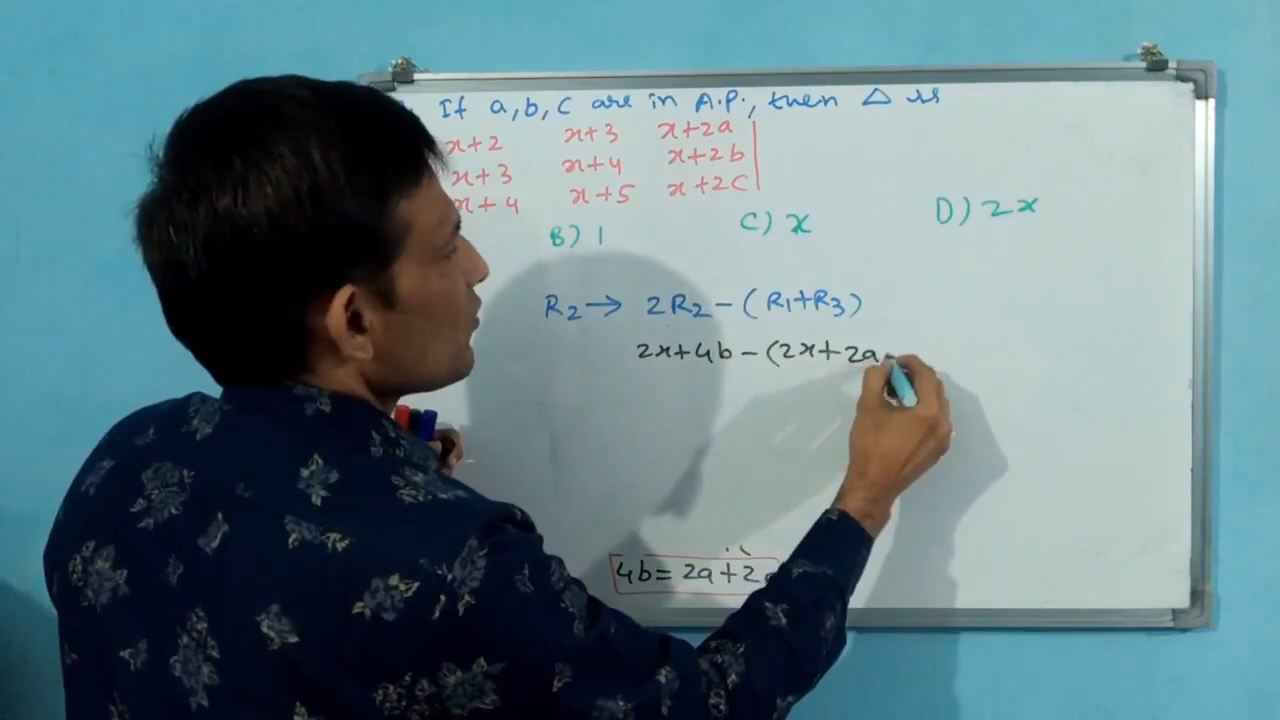 If a, b, c are in A.P., then Δ is
x+2 x+3 x+2a
x+3 x+4 x+2b
x+4 x+5 x+2c
B) 1 C) x D) 2x
R2 → 2R2 - (R1+R3)
2x+4b - (2x+2a
4b = 2a+2